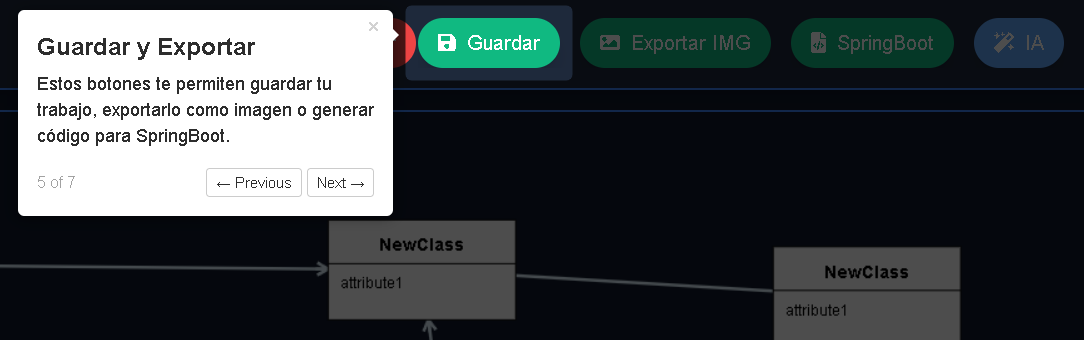 Guardar y Exportar
×
Estos botones te permiten guardar tu
trabajo, exportarlo como imagen o generar
código para SpringBoot.
5 of 7
← Previous
Next →
Guardar
Exportar IMG
SpringBoot
IA
NewClass
attribute1
NewClass
attribute1